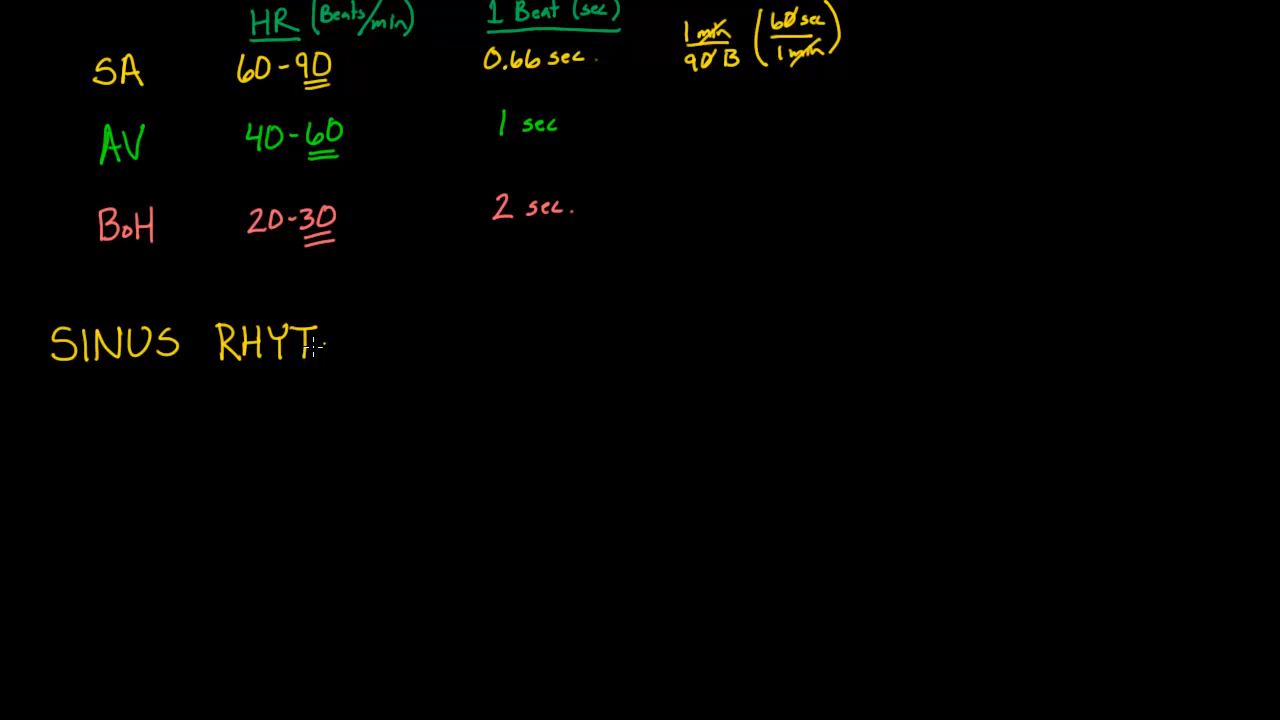 HR (Beats/min) 1 Beat (sec)
SA 60-90 0.66 sec. 1 min/90 B (60 sec/1 min)
AV 40-60 1 sec
BoH 20-30 2 sec.
SINUS RHYT